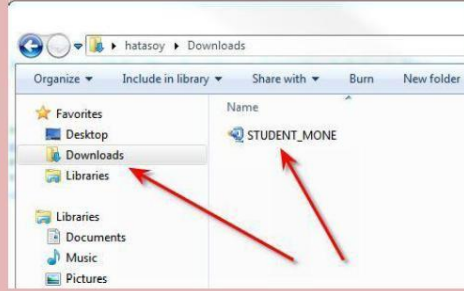 hatasoy ▸ Downloads
Organize Include in library Share with Burn New folder
Favorites
Desktop
Downloads
Libraries
Libraries
Documents
Music
Pictures
Name
STUDENT_MONE